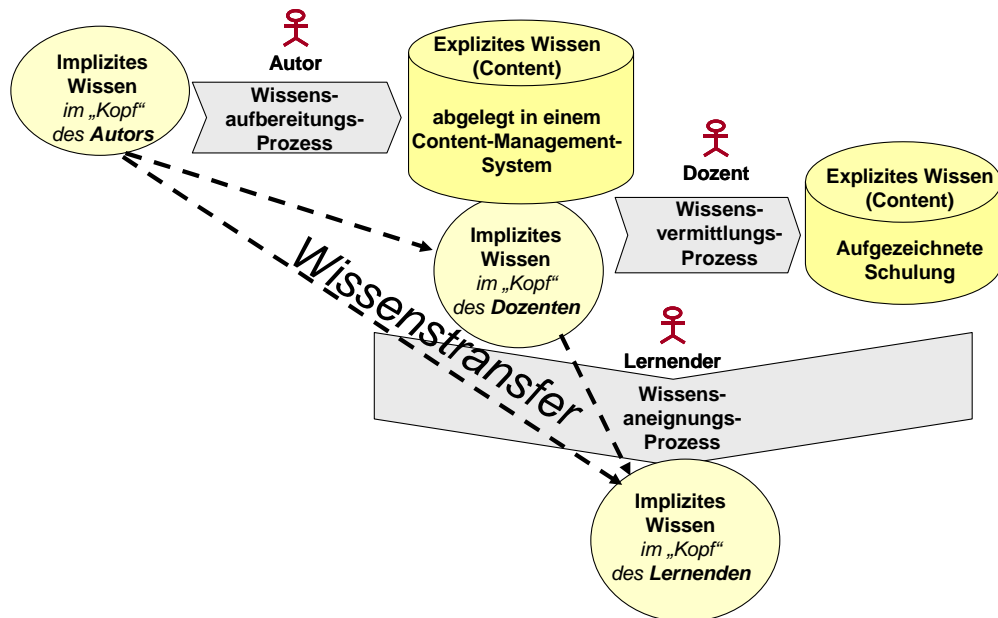 Implizites
Wissen
im „Kopf“
des Autors
Autor
Wissens-
aufbereitungs-
Prozess
Explizites Wissen
(Content)
abgelegt in einem
Content-Management-
System
Dozent
Wissens-
vermittlungs-
Prozess
Explizites Wissen
(Content)
Aufgezeichnete
Schulung
Implizites
Wissen
im „Kopf“
des Dozenten
Wissenstransfer
Lernender
Wissens-
aneignungs-
Prozess
Implizites
Wissen
im „Kopf“
des Lernenden